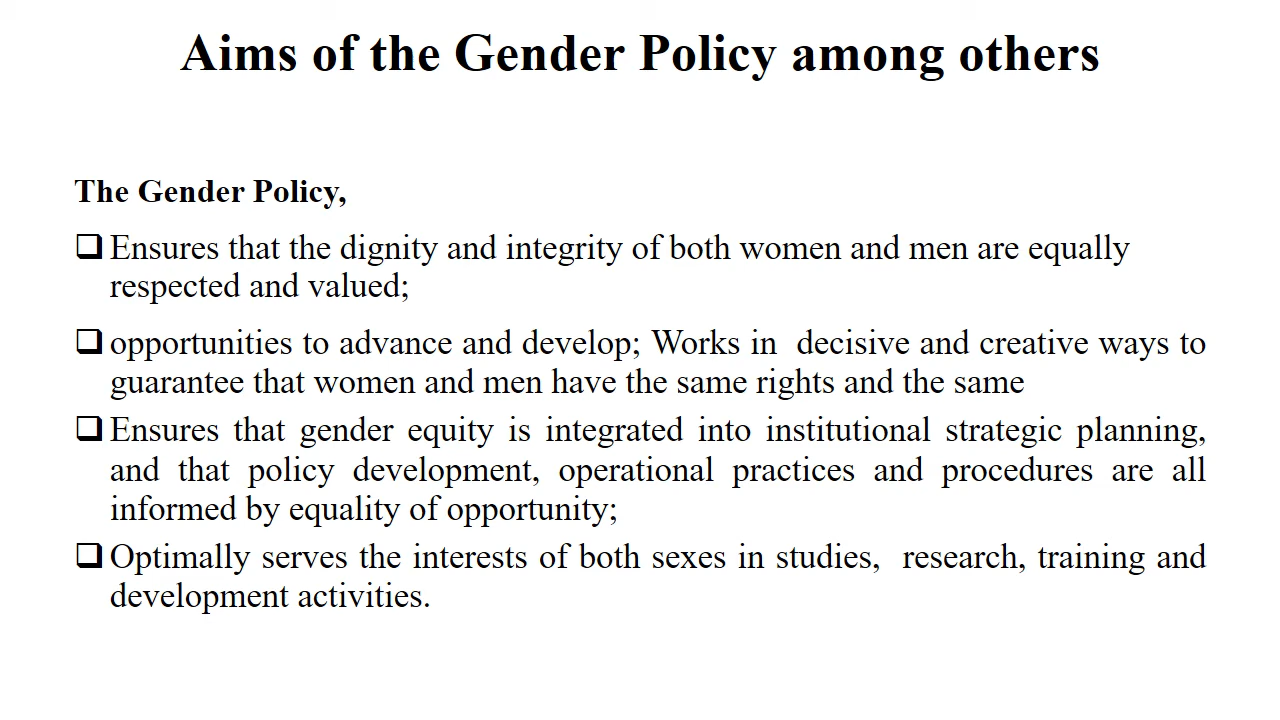 Aims of the Gender Policy among others
The Gender Policy,
❑ Ensures that the dignity and integrity of both women and men are equally
respected and valued;
❑ opportunities to advance and develop; Works in  decisive and creative ways to
guarantee that women and men have the same rights and the same
❑ Ensures that gender equity is integrated into institutional strategic planning,
and that policy development, operational practices and procedures are all
informed by equality of opportunity;
❑ Optimally serves the interests of both sexes in studies,  research, training and
development activities.